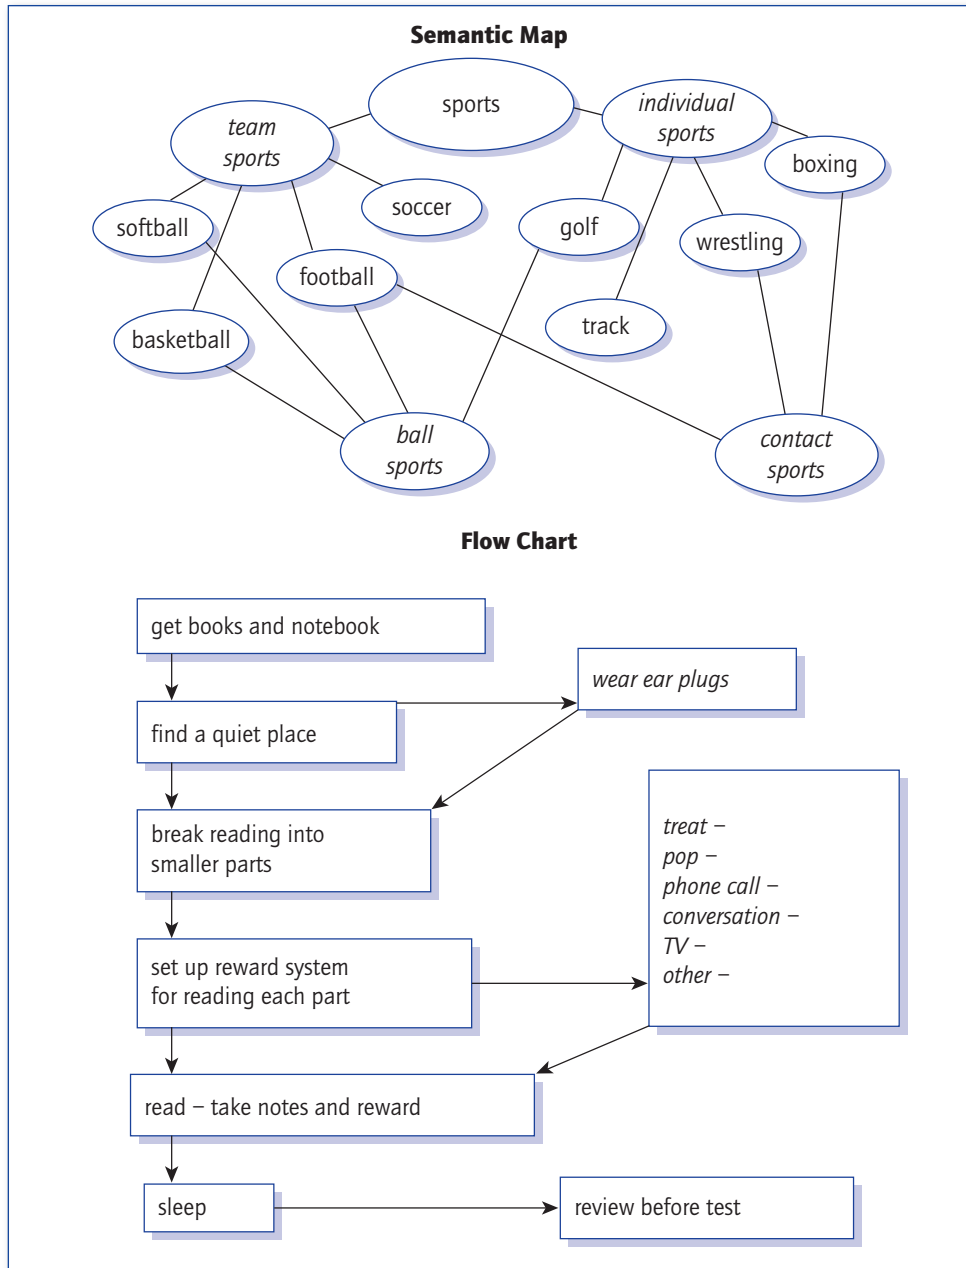 Semantic Map
sports
individual
sports
team
sports
boxing
soccer
softball
golf
wrestling
football
track
basketball
ball
sports
contact
sports
Flow Chart
get books and notebook
wear ear plugs
find a quiet place
break reading into
smaller parts
treat –
pop –
phone call –
conversation –
TV –
other –
set up reward system
for reading each part
read – take notes and reward
sleep
review before test